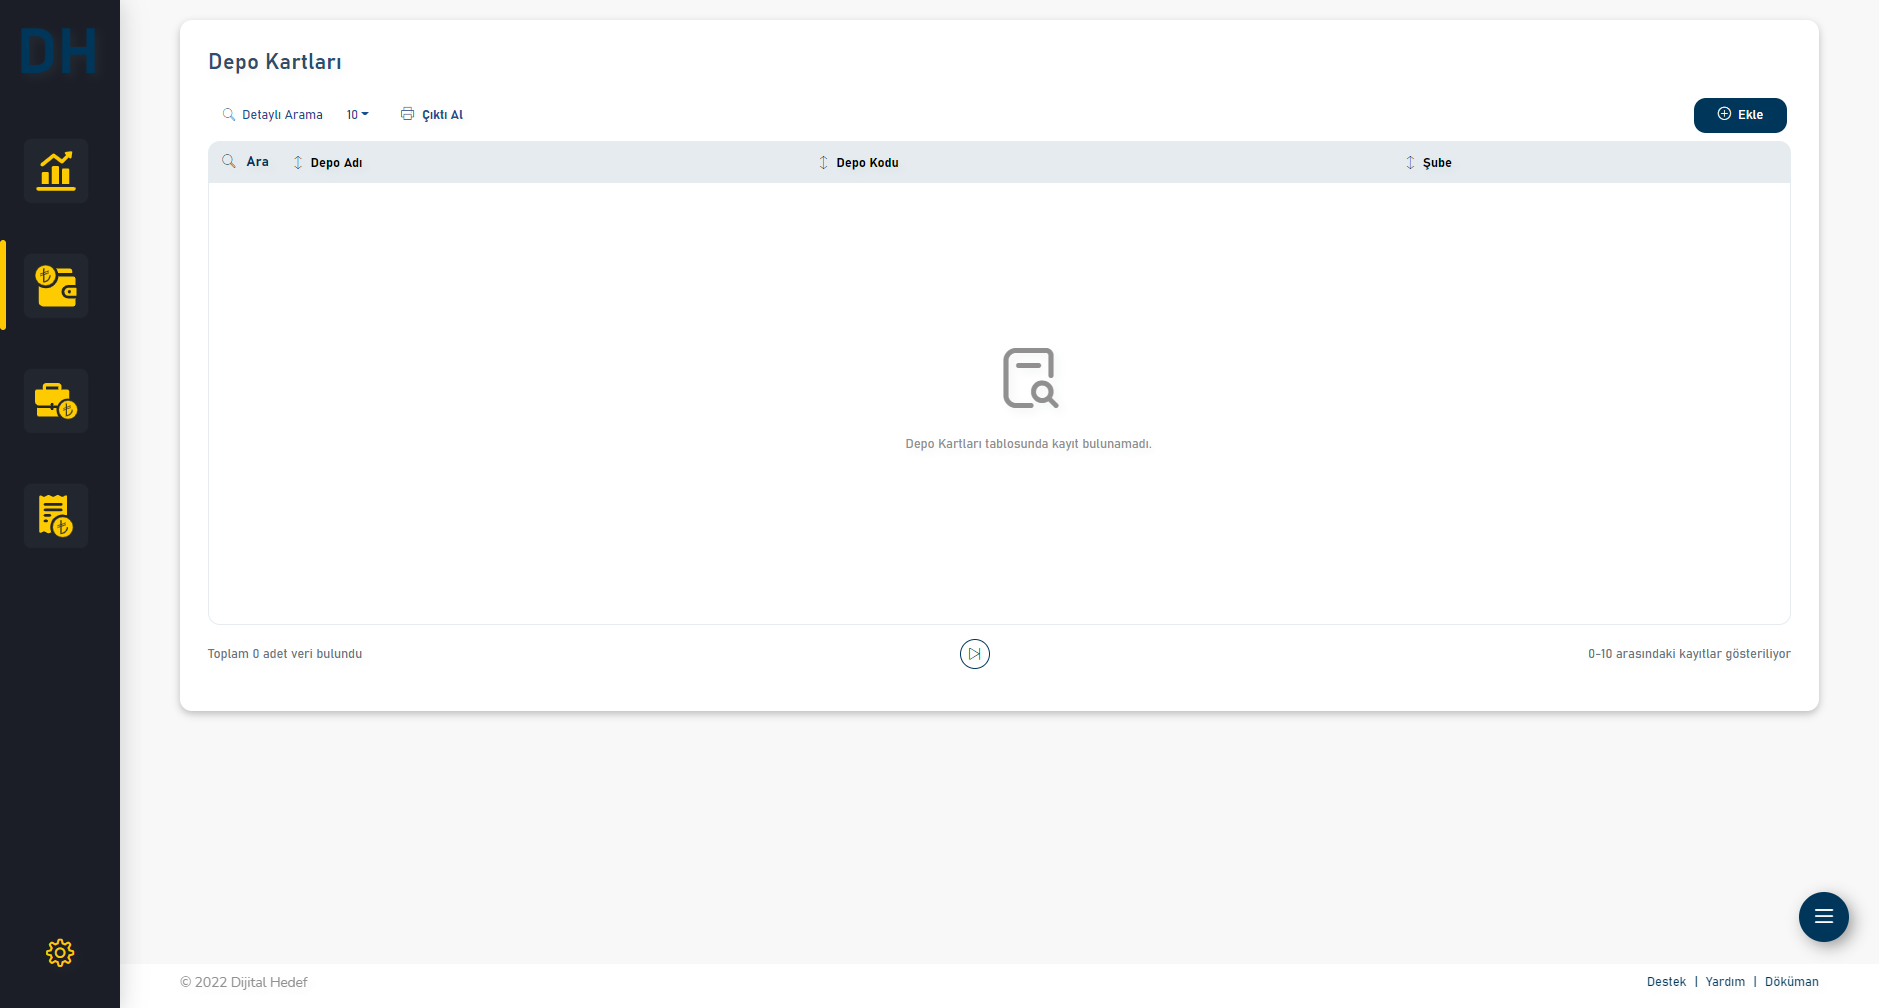 DH
Depo Kartları
Detaylı Arama 10 Çıktı Al
Ekle
Ara Depo Adı Depo Kodu Şube
Depo Kartları tablosunda kayıt bulunamadı.
Toplam 0 adet veri bulundu
0-10 arasındaki kayıtlar gösteriliyor
© 2022 Dijital Hedef
Destek | Yardım | Döküman